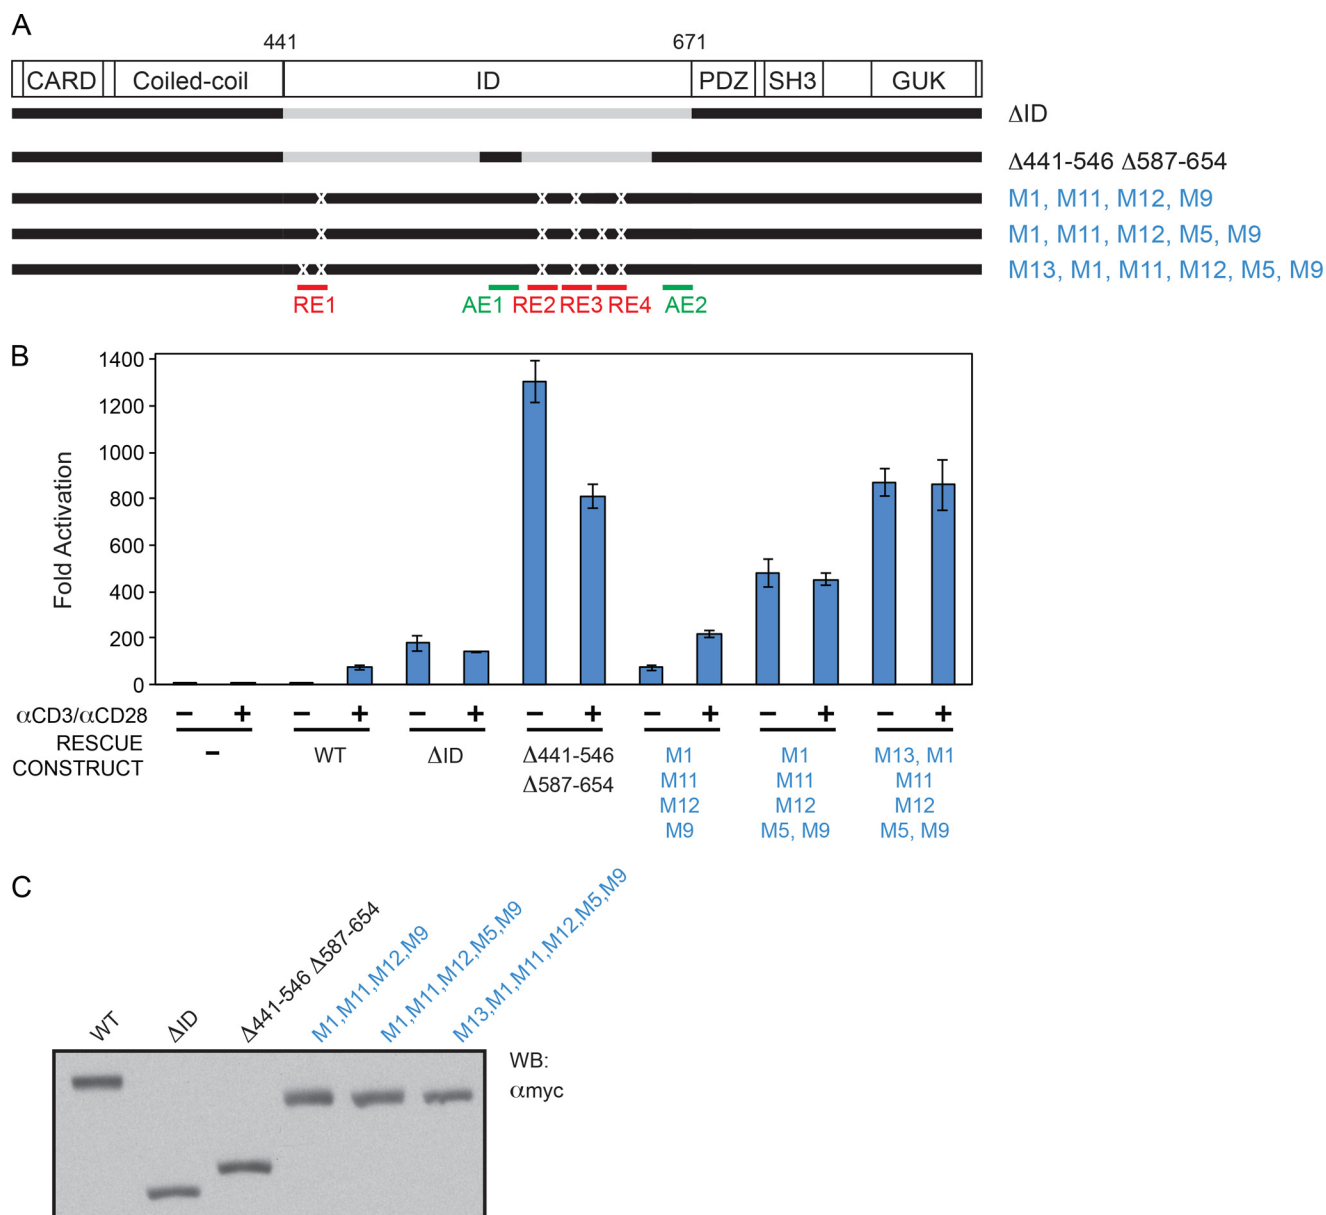 A
441 671
CARD Coiled-coil ID PDZ SH3 GUK
ΔID
Δ441-546 Δ587-654
M1, M11, M12, M9
M1, M11, M12, M5, M9
M13, M1, M11, M12, M5, M9
RE1 AE1 RE2 RE3 RE4 AE2
B
Fold Activation
1400
1200
1000
800
600
400
200
0
αCD3/αCD28 − + − + − + − + − + − + − +
RESCUE
CONSTRUCT
−
WT
ΔID
Δ441-546
Δ587-654
M1
M11
M12
M9
M1
M11
M12
M5, M9
M13, M1
M11
M12
M5, M9
C
WT
ΔID
Δ441-546 Δ587-654
M1,M11,M12,M9
M1,M11,M12,M5,M9
M13,M1,M11,M12,M5,M9
WB:
αmyc